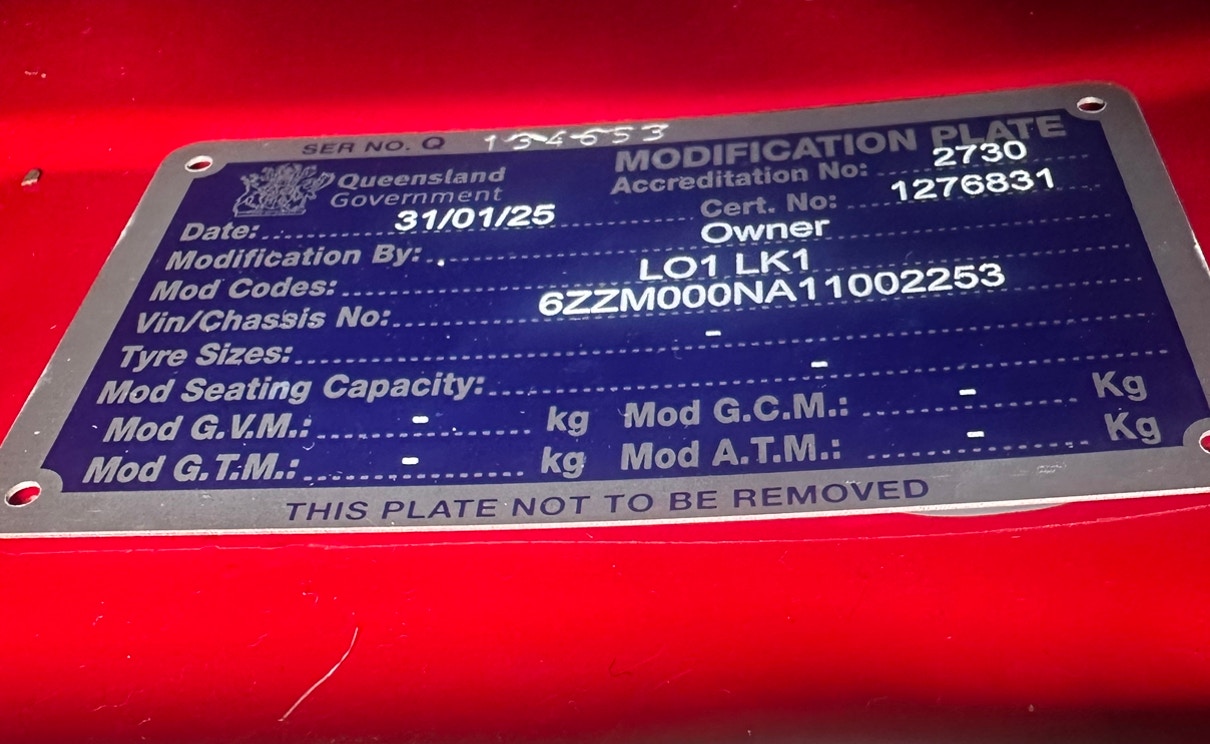 SER NO. Q 134653
MODIFICATION PLATE
Queensland
Government
Accreditation No: 2730
Cert. No: 1276831
Date: 31/01/25
Modification By: Owner
Mod Codes: LO1 LK1
Vin/Chassis No: 6ZZM000NA11002253
Tyre Sizes: -
Mod Seating Capacity: -
Mod G.V.M.: - kg Mod G.C.M.: - Kg
Mod G.T.M.: - kg Mod A.T.M.: - Kg
THIS PLATE NOT TO BE REMOVED